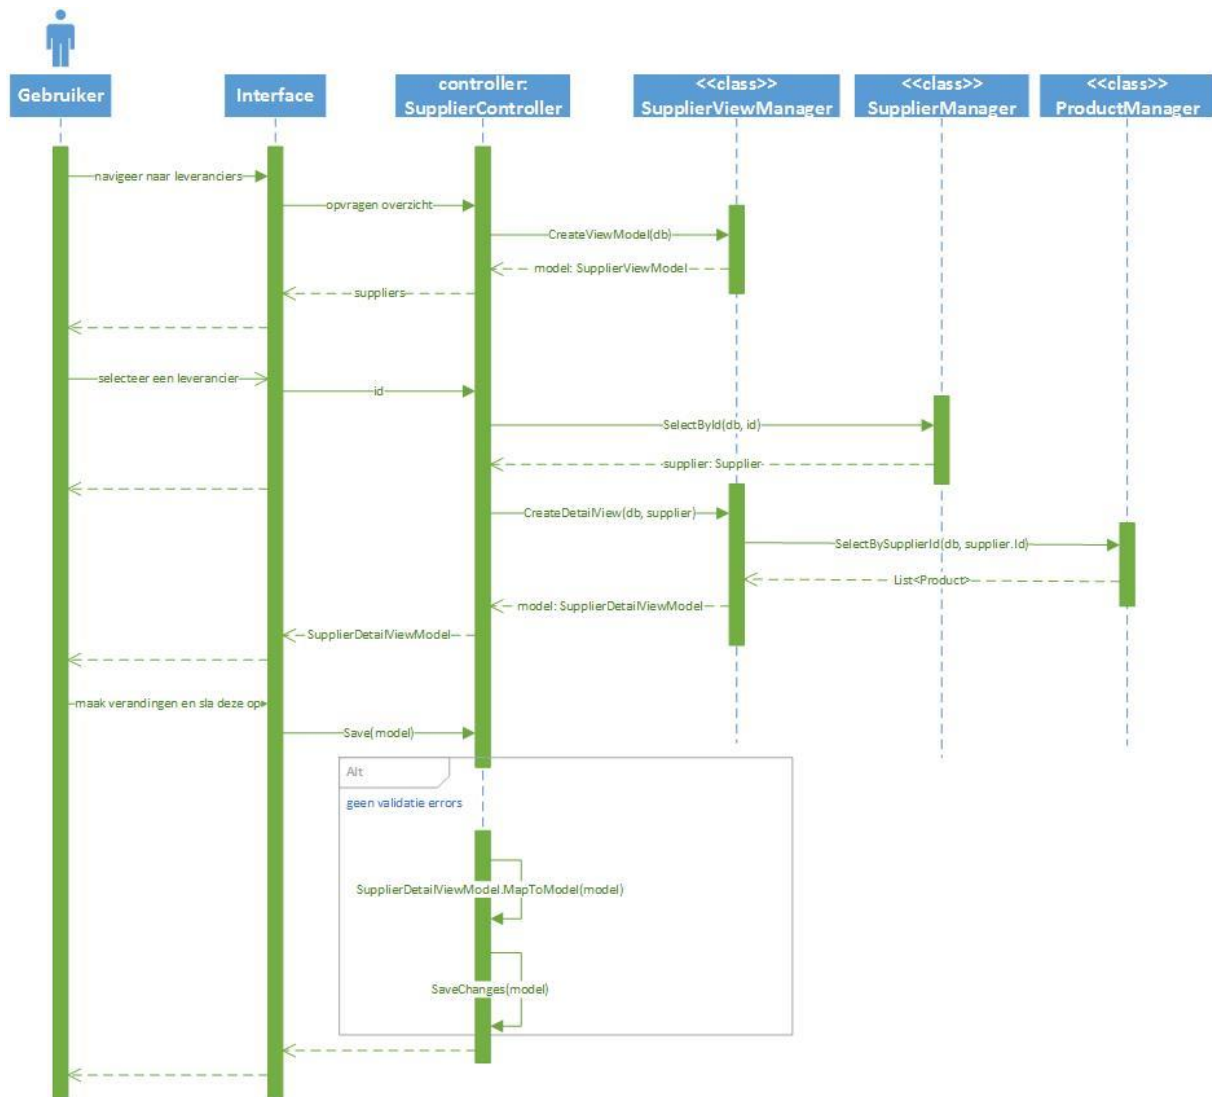 Gebruiker
Interface
controller:
SupplierController
<<class>>
SupplierViewManager
<<class>>
SupplierManager
<<class>>
ProductManager
navigeer naar leveranciers
opvragen overzicht
CreateViewModel(db)
model: SupplierViewModel
suppliers
selecteer een leverancier
id
SelectById(db, id)
supplier: Supplier
CreateDetailView(db, supplier)
SelectBySupplierId(db, supplier.Id)
List<Product>
model: SupplierDetailViewModel
SupplierDetailViewModel
maak verandingen en sla deze op
Save(model)
Alt
geen validatie errors
SupplierDetailViewModel.MapToModel(model)
SaveChanges(model)